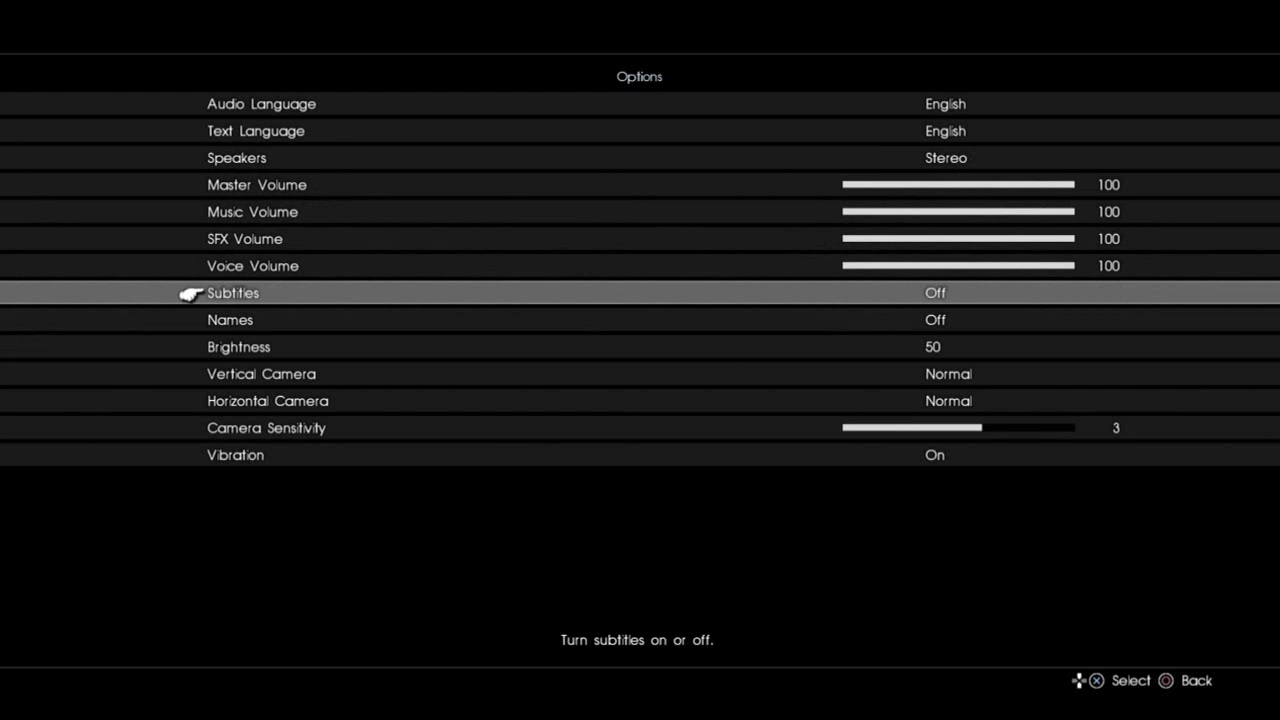 Options
Audio Language English
Text Language English
Speakers Stereo
Master Volume 100
Music Volume 100
SFX Volume 100
Voice Volume 100
Subtitles Off
Names Off
Brightness 50
Vertical Camera Normal
Horizontal Camera Normal
Camera Sensitivity 3
Vibration On
Turn subtitles on or off.
Select Back